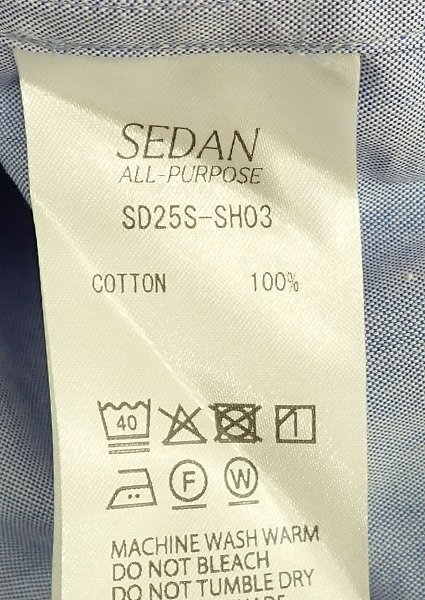 SEDAN
ALL-PURPOSE
SD25S-SH03
COTTON 100%
40
F W
MACHINE WASH WARM
DO NOT BLEACH
DO NOT TUMBLE DRY